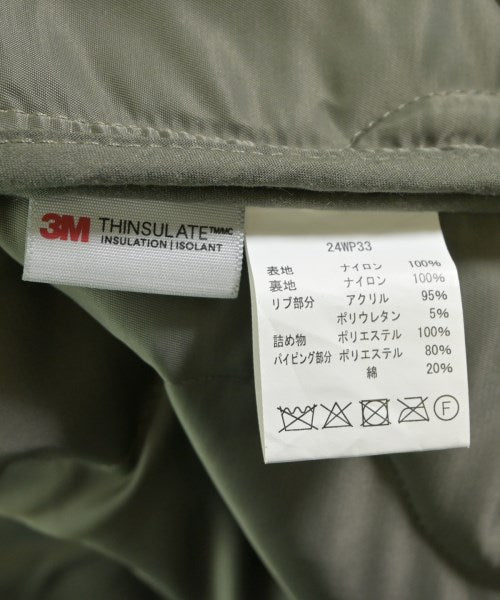 3M THINSULATE™/MC
INSULATION | ISOLANT
24WP33
表地 ナイロン 100%
裏地 ナイロン 100%
リブ部分 アクリル 95%
ポリウレタン 5%
詰め物 ポリエステル 100%
パイピング部分 ポリエステル 80%
綿 20%
F